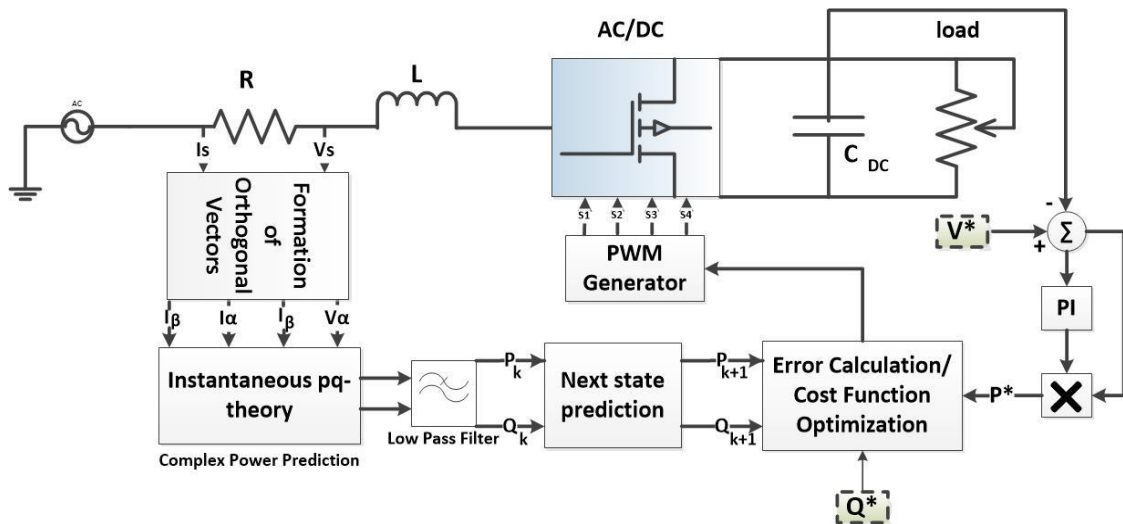 AC/DC
load
R
L
AC
Is
Vs
C DC
Formation
of
Orthogonal
Vectors
S1`
S2`
S3`
S4`
-
V*
+
Σ
PWM
Generator
PI
Iβ
Iα
Iβ
Vα
Instantaneous pq-
theory
Pk
Qk
Next state
prediction
Pk+1
Qk+1
Error Calculation/
Cost Function
Optimization
P*
Low Pass Filter
Complex Power Prediction
Q*